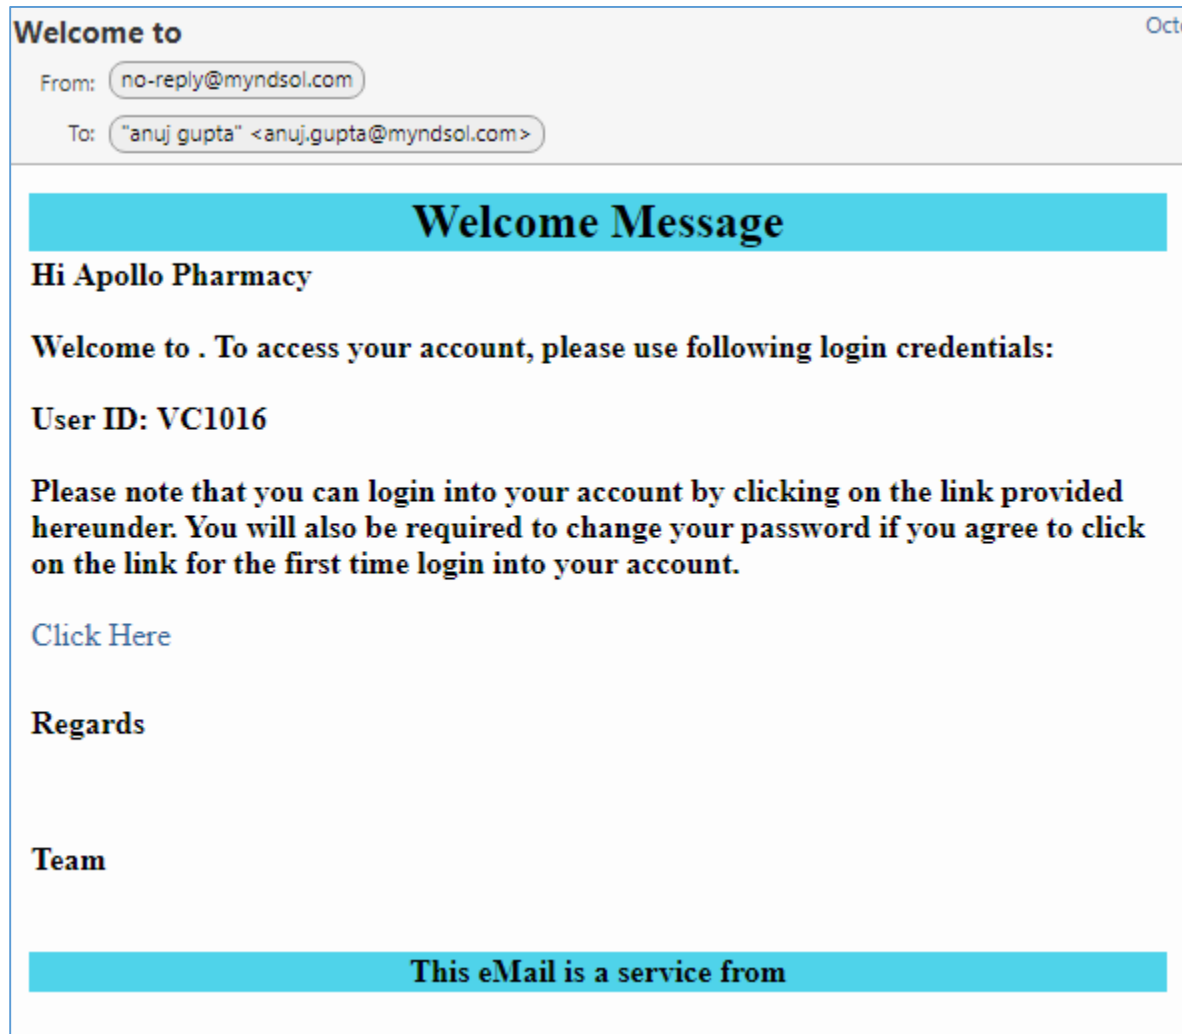 Welcome to
From: no-reply@myndsol.com
To: "anuj gupta" <anuj.gupta@myndsol.com>
Welcome Message
Hi Apollo Pharmacy
Welcome to . To access your account, please use following login credentials:
User ID: VC1016
Please note that you can login into your account by clicking on the link provided
hereunder. You will also be required to change your password if you agree to click
on the link for the first time login into your account.
Click Here
Regards
Team
This eMail is a service from